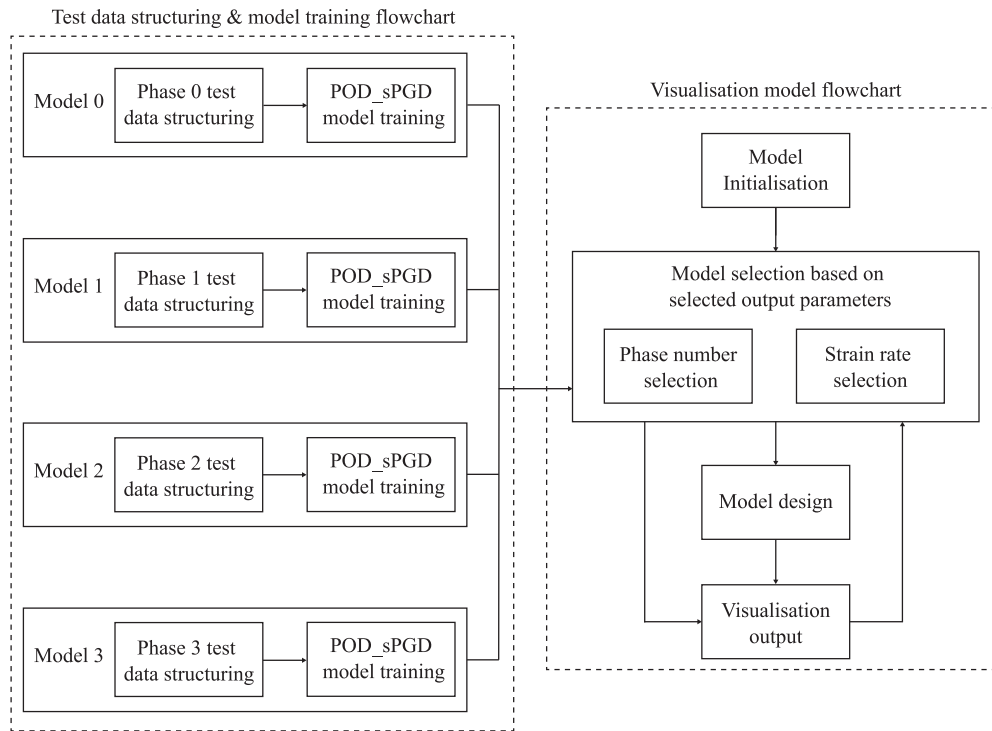 Test data structuring & model training flowchart
Model 0
Phase 0 test
data structuring
POD_sPGD
model training
Model 1
Phase 1 test
data structuring
POD_sPGD
model training
Model 2
Phase 2 test
data structuring
POD_sPGD
model training
Model 3
Phase 3 test
data structuring
POD_sPGD
model training
Visualisation model flowchart
Model
Initialisation
Model selection based on
selected output parameters
Phase number
selection
Strain rate
selection
Model design
Visualisation
output